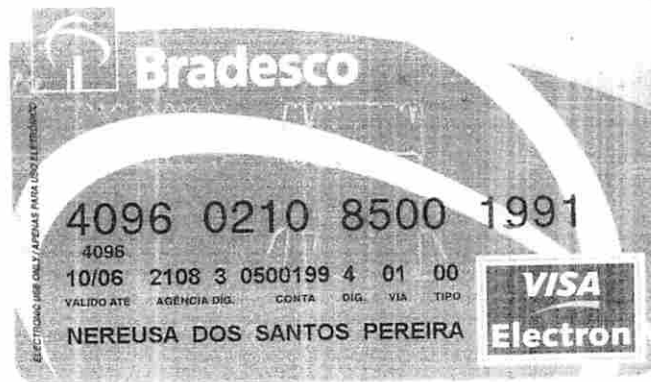 Bradesco
ELECTRONIC USE ONLY / APENAS PARA USO ELETRÔNICO
4096 0210 8500 1991
4096
10/06 2108 3 0500199 4 01 00
VALIDO ATÉ AGÊNCIA DIG. CONTA DIG. VIA TIPO
NEREUSA DOS SANTOS PEREIRA
VISA
Electron